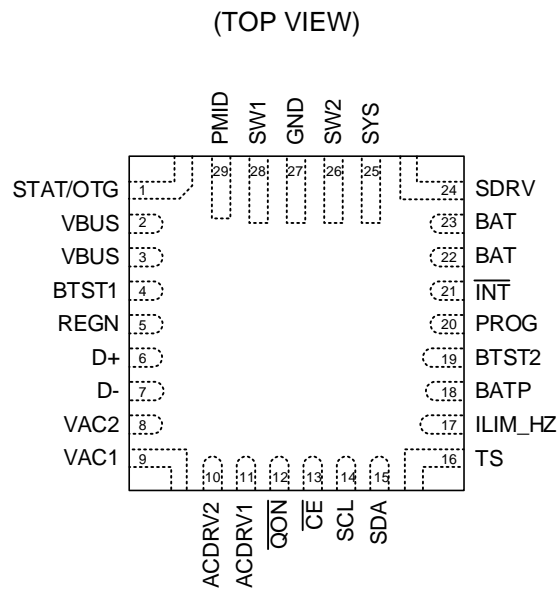 (TOP VIEW)
PMID
SW1
GND
SW2
SYS
29
28
27
26
25
STAT/OTG 1
VBUS 2
VBUS 3
BTST1 4
REGN 5
D+ 6
D- 7
VAC2 8
VAC1 9
24 SDRV
23 BAT
22 BAT
21 INT
20 PROG
19 BTST2
18 BATP
17 ILIM_HZ
16 TS
10
11
12
13
14
15
ACDRV2
ACDRV1
QON
CE
SCL
SDA